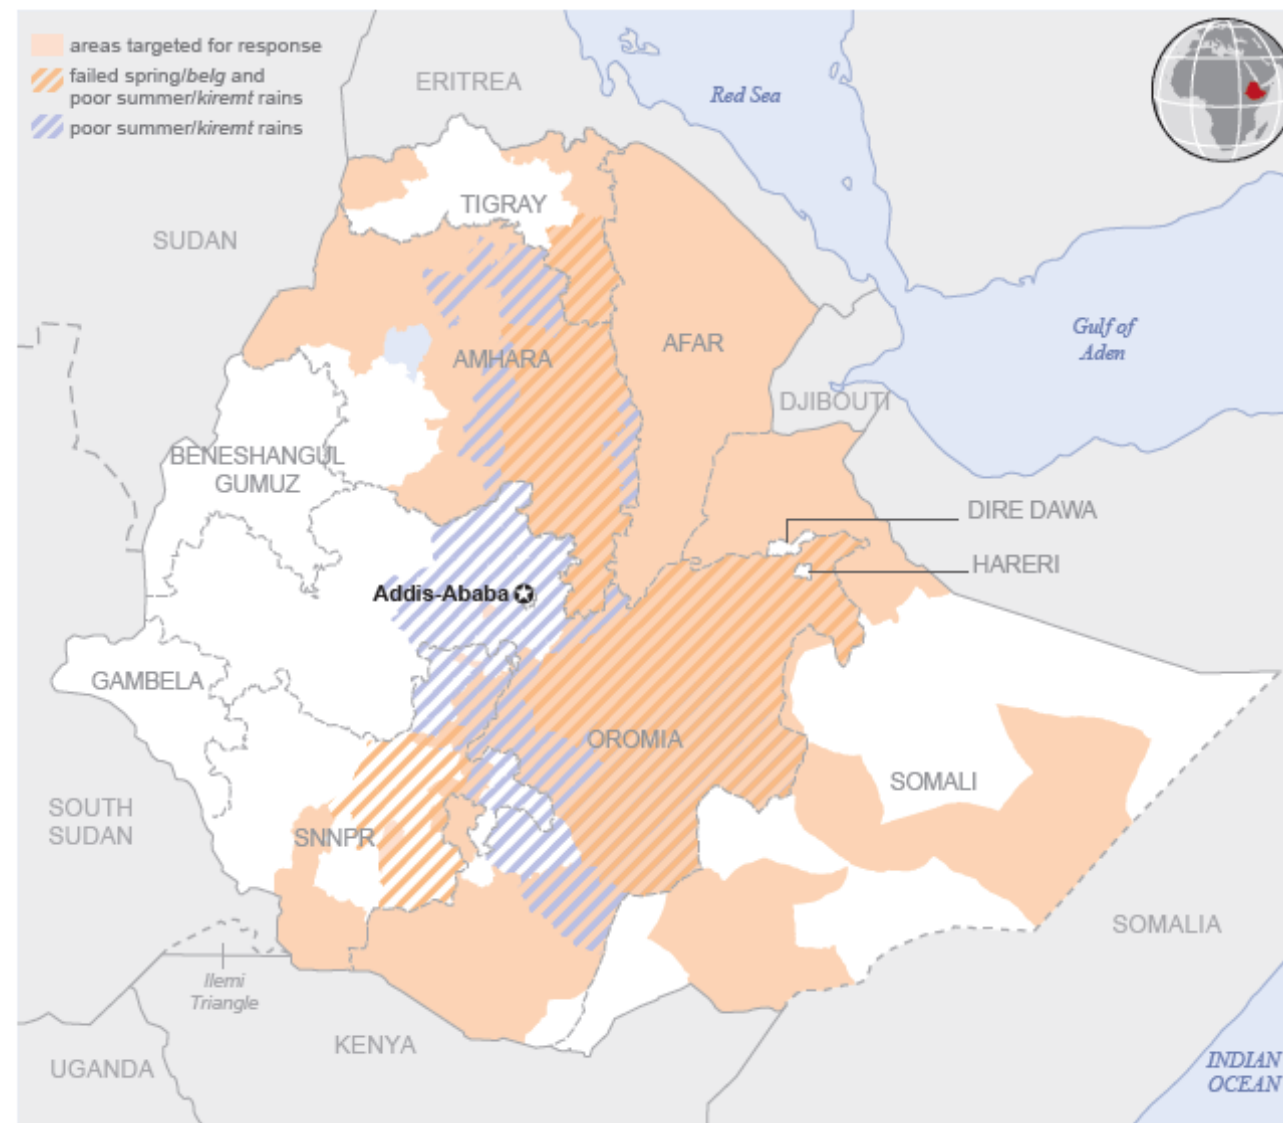 areas targeted for response
failed spring/belg and
poor summer/kiremt rains
poor summer/kiremt rains
ERITREA
Red Sea
TIGRAY
SUDAN
Gulf of
Aden
AMHARA
AFAR
DJIBOUTI
BENESHANGUL
GUMUZ
DIRE DAWA
HARERI
Addis-Ababa
GAMBELA
OROMIA
SOMALI
SOUTH
SUDAN
SNNPR
SOMALIA
Ilemi
Triangle
KENYA
UGANDA
INDIAN
OCEAN